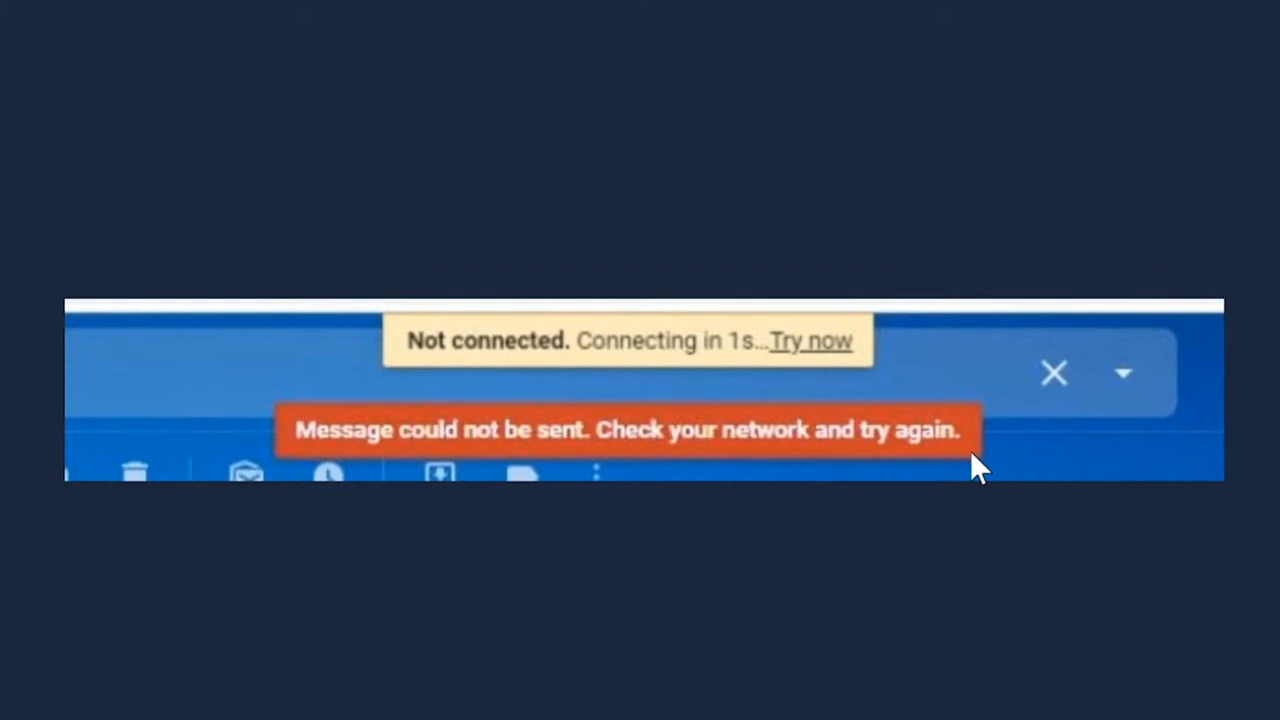 Not connected. Connecting in 1s...Try now
Message could not be sent. Check your network and try again.